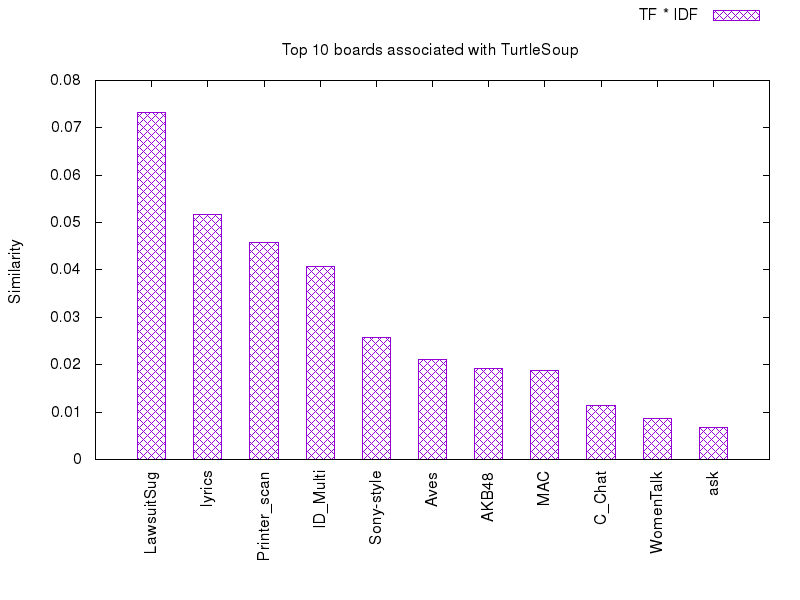 TF * IDF
Top 10 boards associated with TurtleSoup
0.08
0.07
0.06
0.05
0.04
0.03
0.02
0.01
0
Similarity
LawsuitSug
lyrics
Printer_scan
ID_Multi
Sony-style
Aves
AKB48
MAC
C_Chat
WomenTalk
ask